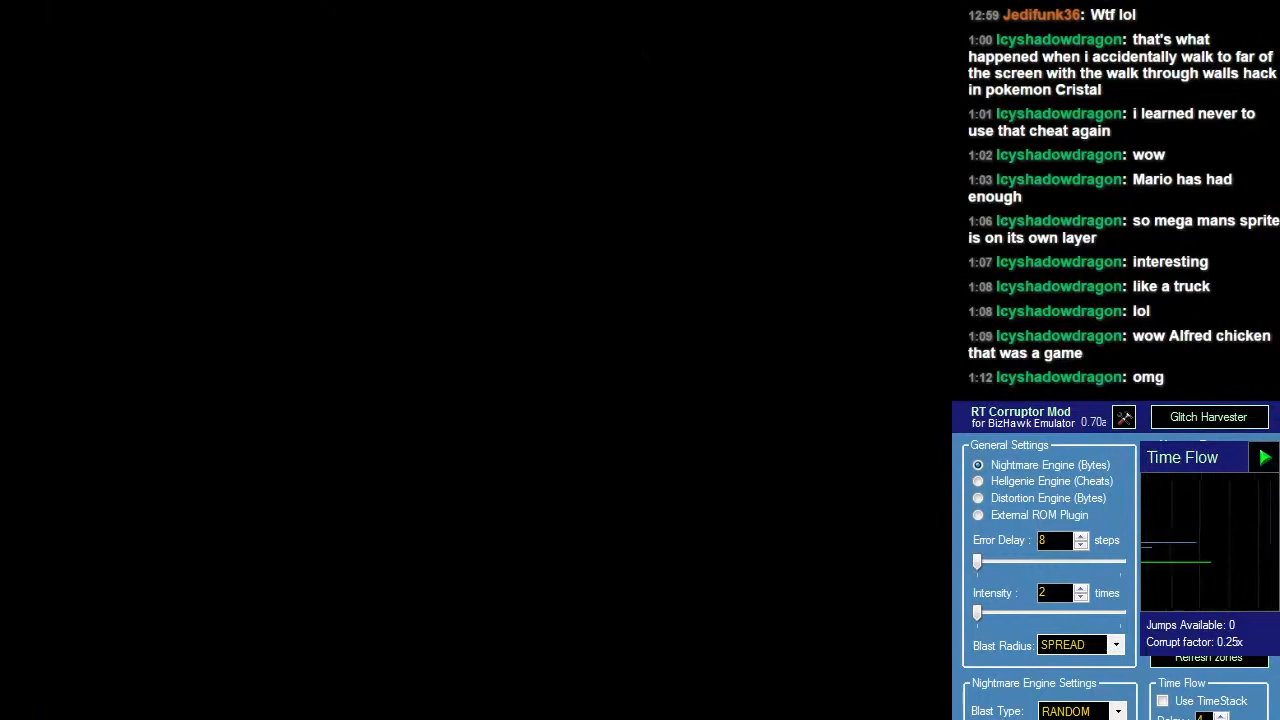 12:59 Jedifunk36: Wtf lol
1:00 Icyshadowdragon: that's what
happened when i accidentally walk to far of
the screen with the walk through walls hack
in pokemon Cristal
1:01 Icyshadowdragon: i learned never to
use that cheat again
1:02 Icyshadowdragon: wow
1:03 Icyshadowdragon: Mario has had
enough
1:06 Icyshadowdragon: so mega mans sprite
is on its own layer
1:07 Icyshadowdragon: interesting
1:08 Icyshadowdragon: like a truck
1:08 Icyshadowdragon: lol
1:09 Icyshadowdragon: wow Alfred chicken
that was a game
1:12 Icyshadowdragon: omg
RT Corruptor Mod
for BizHawk Emulator 0.70a
Glitch Harvester
General Settings
Nightmare Engine (Bytes)
Hellgenie Engine (Cheats)
Distortion Engine (Bytes)
External ROM Plugin
Error Delay : 8 steps
Intensity : 2 times
Blast Radius: SPREAD
Time Flow
Jumps Available: 0
Corrupt factor: 0.25x
Refresh zones
Nightmare Engine Settings
Blast Type: RANDOM
Time Flow
Use TimeStack